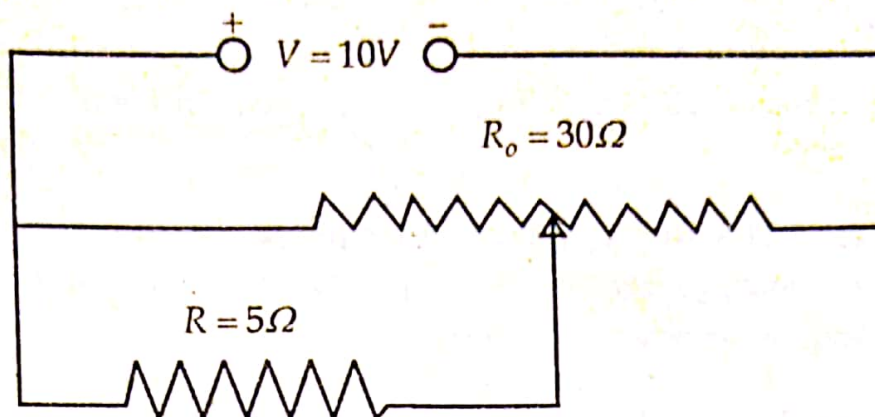 + V = 10V −
R₀ = 30Ω
R = 5Ω